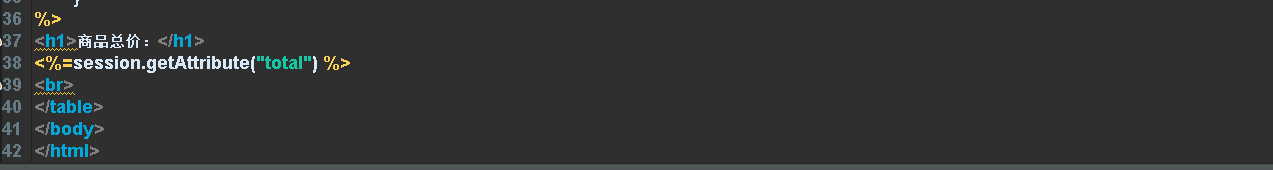 }
36 %>
37 <h1>商品总价：</h1>
38 <%=session.getAttribute("total") %>
39 <br>
40 </table>
41 </body>
42 </html>